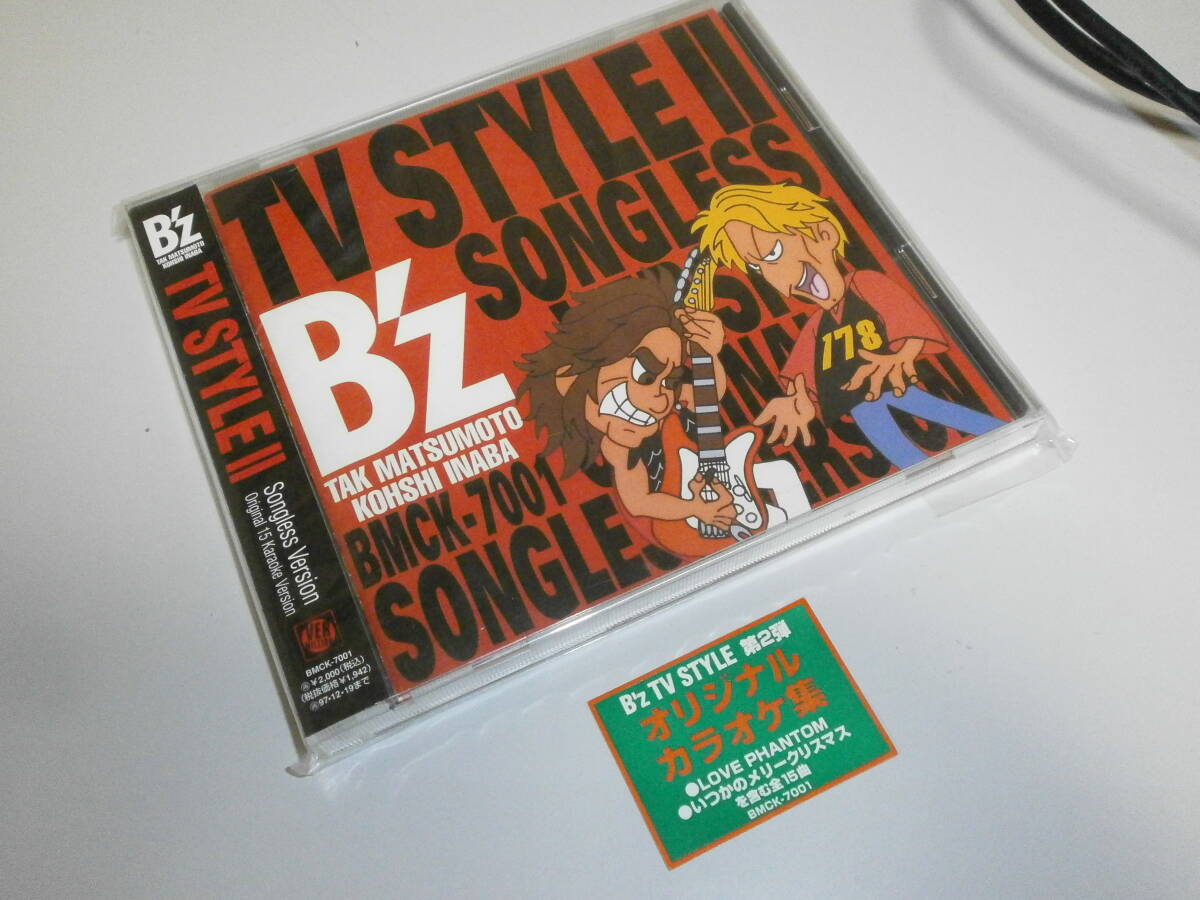 B'z
TAK MATSUMOTO
KOHSHI INABA
TV STYLE II
Songless Version
Original 15 Karaoke Version
BMCK-7001
¥2,000(税込)
(税抜価格¥1,942)
97-12-19まで
TV STYLE II
SONGLESS
B'z
TAK MATSUMOTO
KOHSHI INABA
178
BMCK-7001
B'z TV STYLE 第2弾
オリジナル
カラオケ集
●LOVE PHANTOM
●いつかのメリークリスマス
を含む全15曲
BMCK-7001